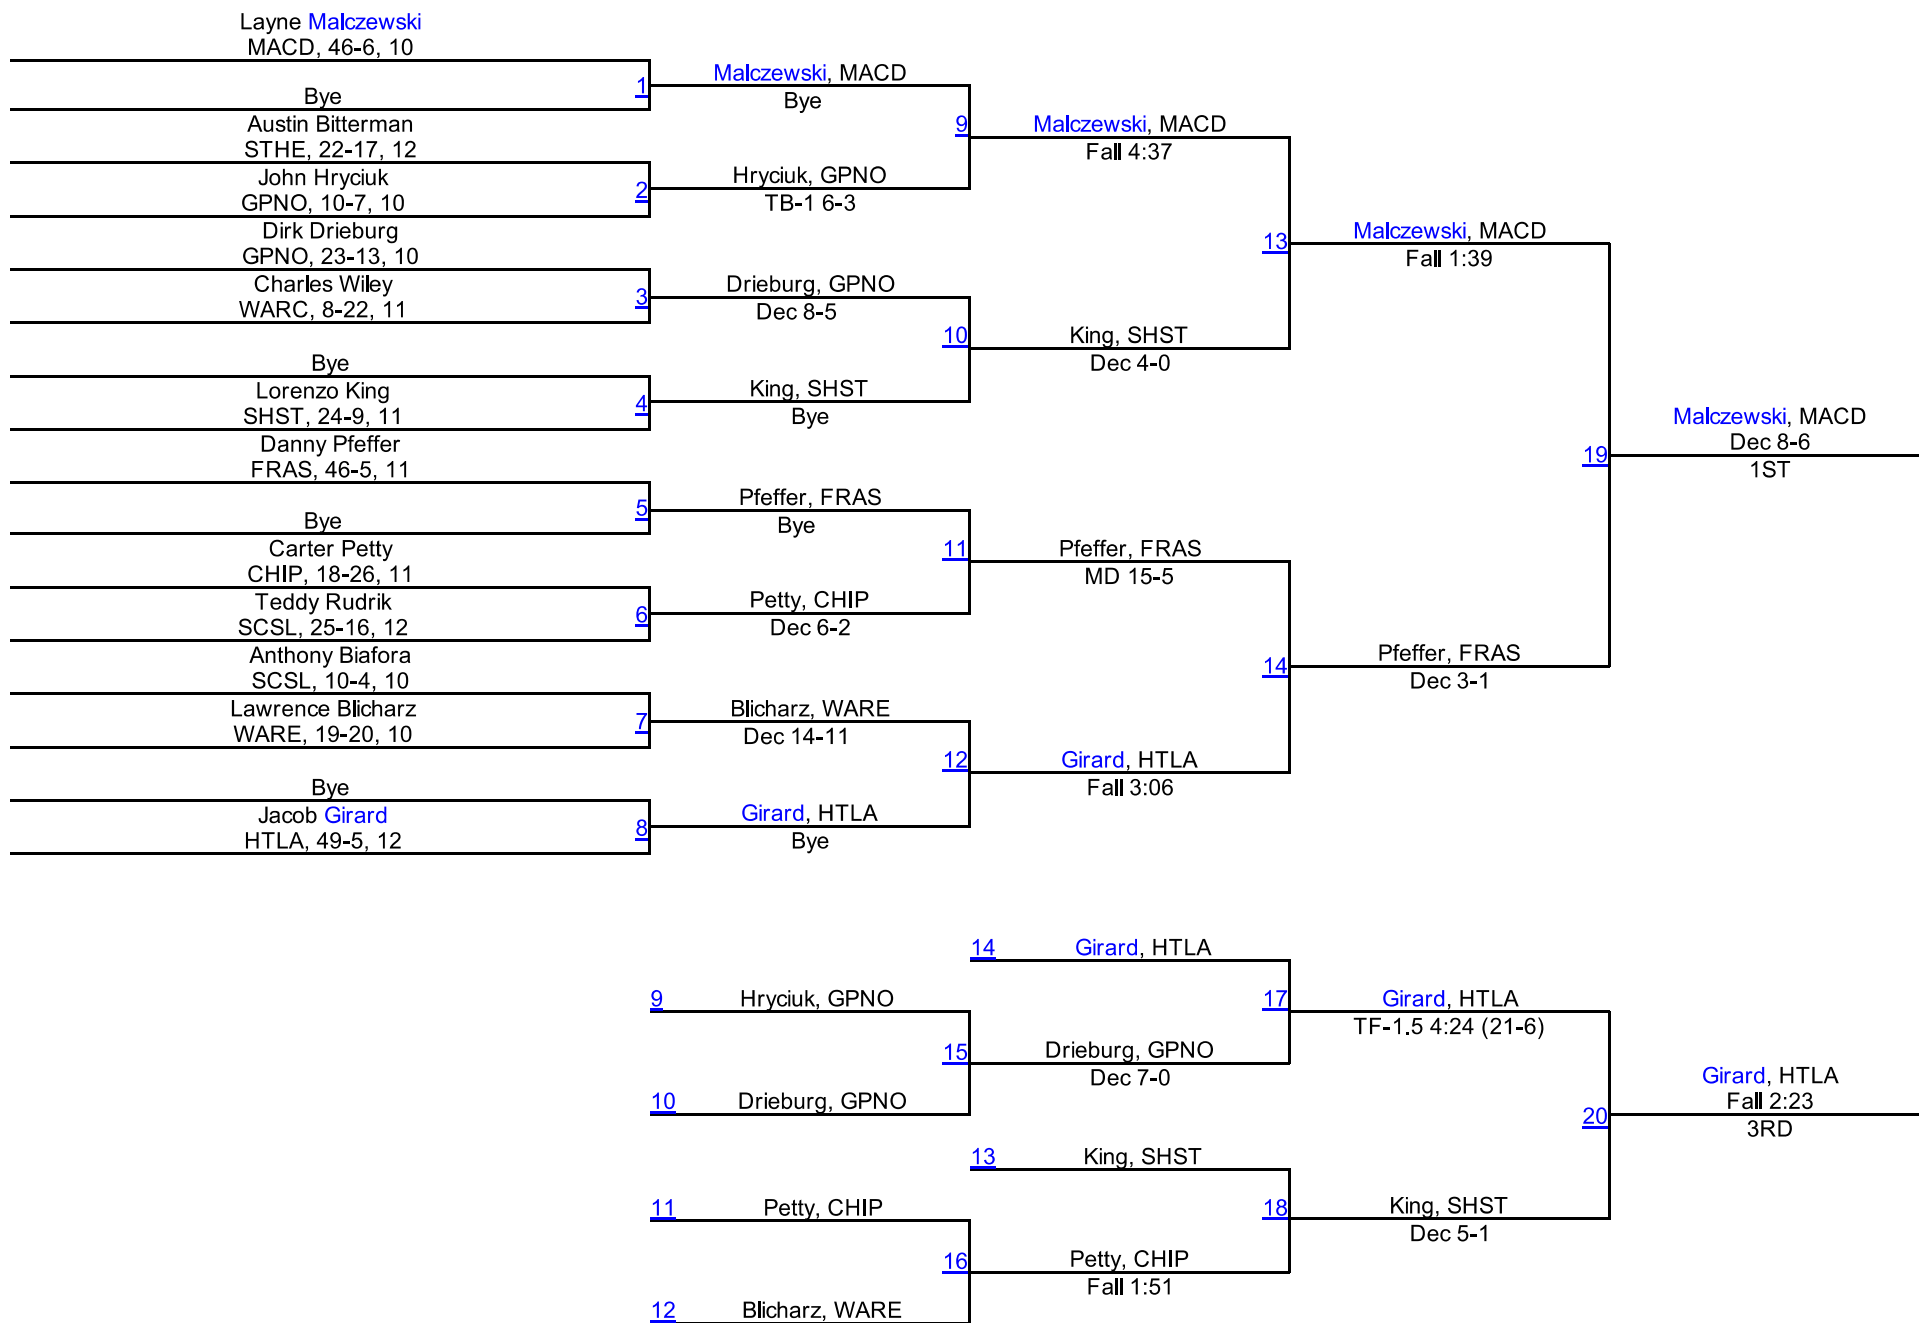 Layne Malczewski
MACD, 46-6, 10
1
Bye
Malczewski, MACD
Bye
Austin Bitterman
STHE, 22-17, 12
John Hryciuk
GPNO, 10-7, 10
2
Hryciuk, GPNO
TB-1 6-3
9
Malczewski, MACD
Fall 4:37
Dirk Drieburg
GPNO, 23-13, 10
Charles Wiley
WARC, 8-22, 11
3
Drieburg, GPNO
Dec 8-5
Bye
Lorenzo King
SHST, 24-9, 11
4
King, SHST
Bye
10
King, SHST
Dec 4-0
13
Malczewski, MACD
Fall 1:39
Danny Pfeffer
FRAS, 46-5, 11
5
Bye
Pfeffer, FRAS
Bye
Carter Petty
CHIP, 18-26, 11
Teddy Rudrik
SCSL, 25-16, 12
6
Petty, CHIP
Dec 6-2
11
Pfeffer, FRAS
MD 15-5
Anthony Biafora
SCSL, 10-4, 10
Lawrence Blicharz
WARE, 19-20, 10
7
Blicharz, WARE
Dec 14-11
Bye
Jacob Girard
HTLA, 49-5, 12
8
Girard, HTLA
Bye
12
Girard, HTLA
Fall 3:06
14
Pfeffer, FRAS
Dec 3-1
19
Malczewski, MACD
Dec 8-6
1ST
14
Girard, HTLA
9
Hryciuk, GPNO
10
Drieburg, GPNO
15
Drieburg, GPNO
Dec 7-0
17
Girard, HTLA
TF-1.5 4:24 (21-6)
13
King, SHST
11
Petty, CHIP
12
Blicharz, WARE
16
Petty, CHIP
Fall 1:51
18
King, SHST
Dec 5-1
20
Girard, HTLA
Fall 2:23
3RD